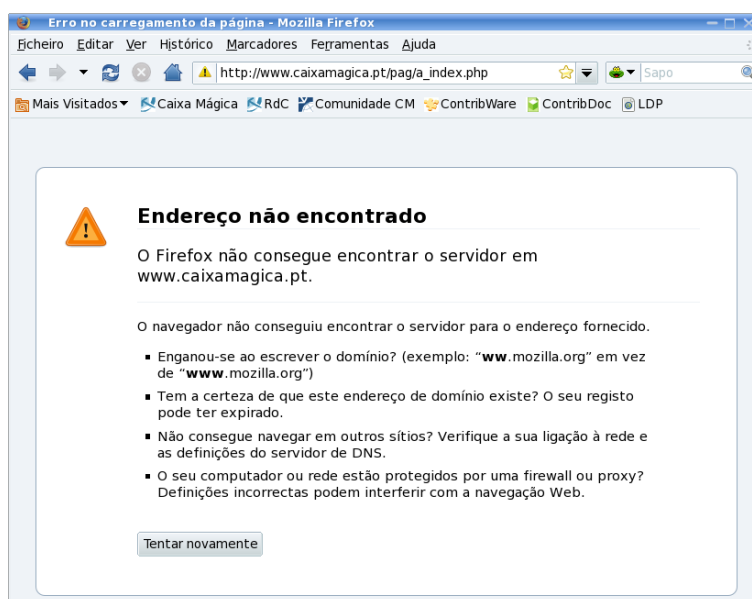 Erro no carregamento da página - Mozilla Firefox
Ficheiro Editar Ver Histórico Marcadores Ferramentas Ajuda
http://www.caixamagica.pt/pag/a_index.php Sapo
Mais Visitados Caixa Mágica RdC Comunidade CM ContribWare ContribDoc LDP
Endereço não encontrado
O Firefox não consegue encontrar o servidor em
www.caixamagica.pt.
O navegador não conseguiu encontrar o servidor para o endereço fornecido.
Enganou-se ao escrever o domínio? (exemplo: “ww.mozilla.org” em vez
de “www.mozilla.org”)
Tem a certeza de que este endereço de domínio existe? O seu registo
pode ter expirado.
Não consegue navegar em outros sítios? Verifique a sua ligação à rede e
as definições do servidor de DNS.
O seu computador ou rede estão protegidos por uma firewall ou proxy?
Definições incorrectas podem interferir com a navegação Web.
Tentar novamente